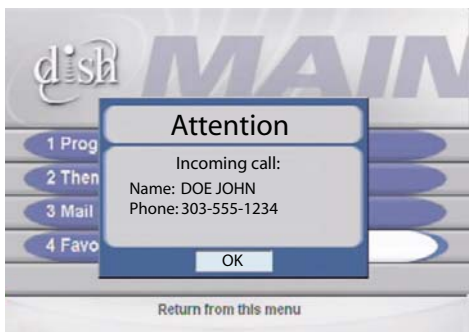 dish MAIN
Attention
Incoming call:
Name: DOE JOHN
Phone: 303-555-1234
OK
1 Prog
2 Then
3 Mail
4 Favo
Return from this menu